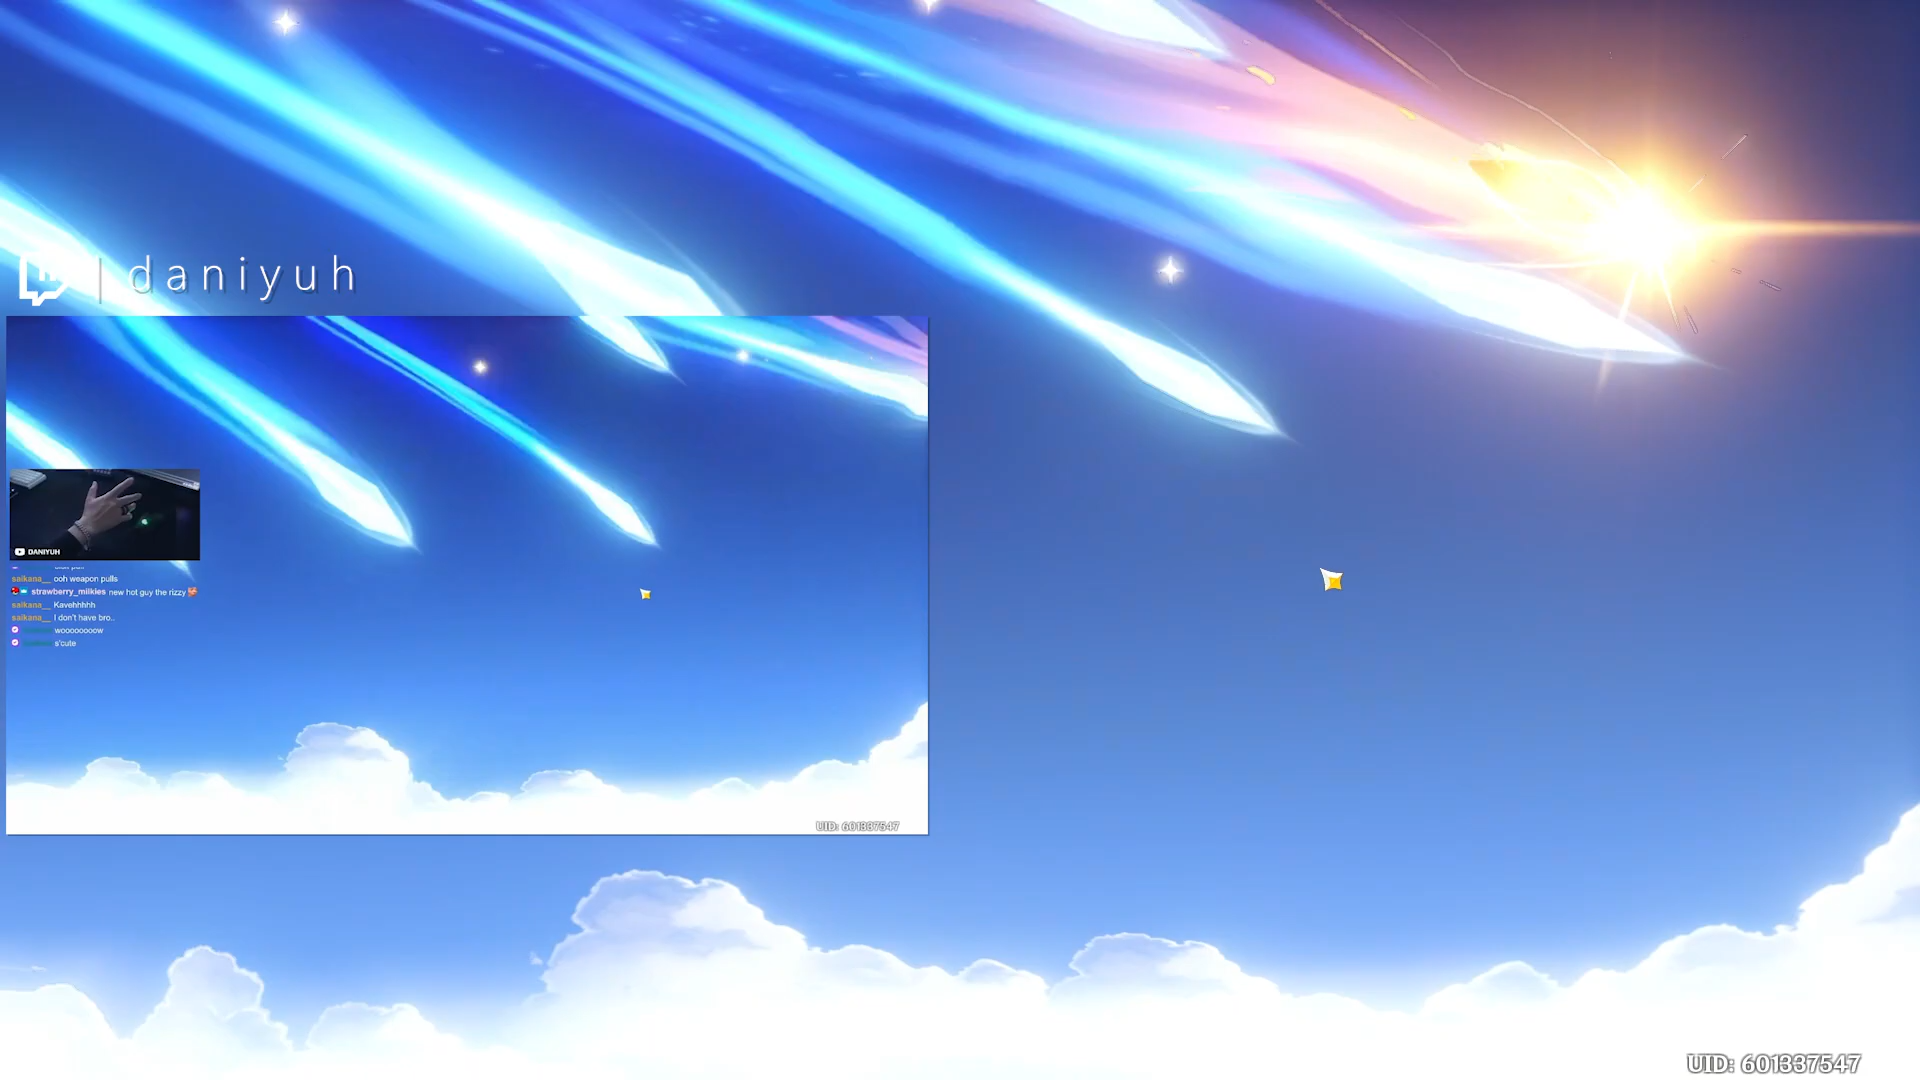 | daniyuh
DANIYUH
saikana__ ooh weapon pulls
strawberry_milkies new hot guy the rizzy
saikana__ Kavehhhhh
saikana__ I don't have bro..
wooooooow
s'cute
UID: 601337547
UID: 601337547